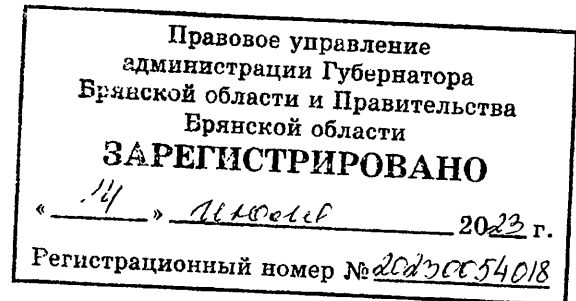 Правовое управление
администрации Губернатора
Брянской области и Правительства
Брянской области
ЗАРЕГИСТРИРОВАНО
« 14 » 2023 г.
Регистрационный номер № 20230054018